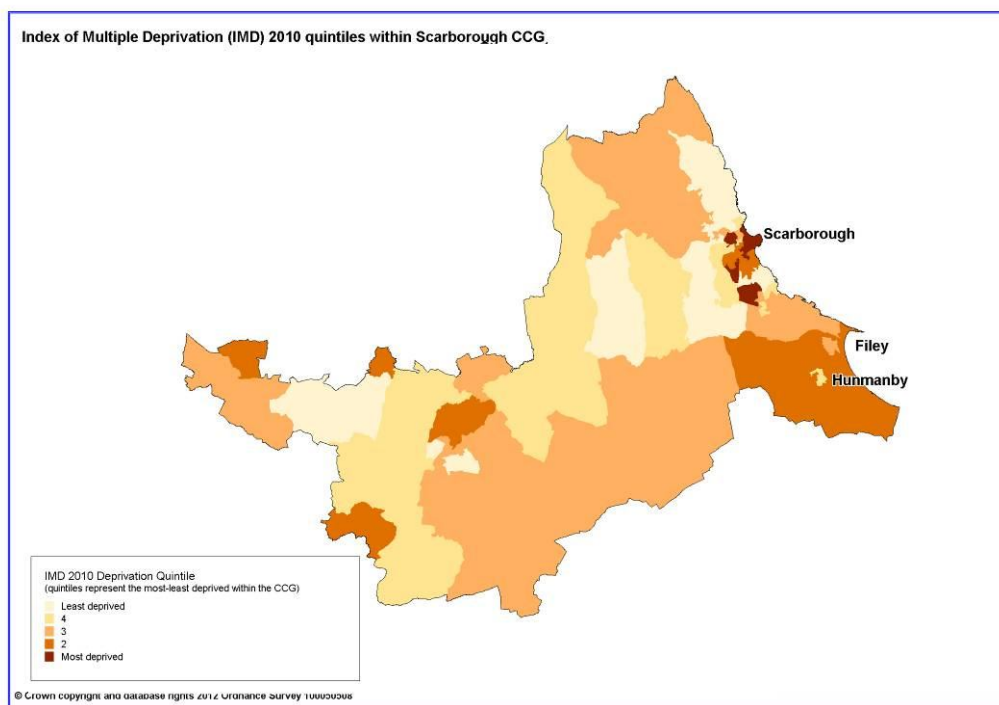 Index of Multiple Deprivation (IMD) 2010 quintiles within Scarborough CCG.
Scarborough
Filey
Hunmanby
IMD 2010 Deprivation Quintile
(quintiles represent the most-least deprived within the CCG)
Least deprived
4
3
2
Most deprived
© Crown copyright and database rights 2012 Ordnance Survey 100050508